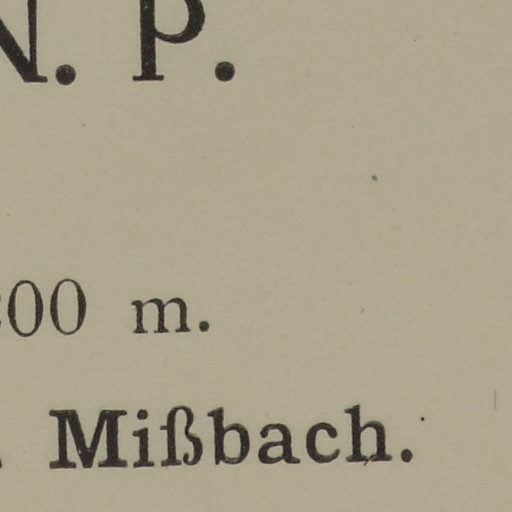 N. P.
00 m.
. Mißbach.